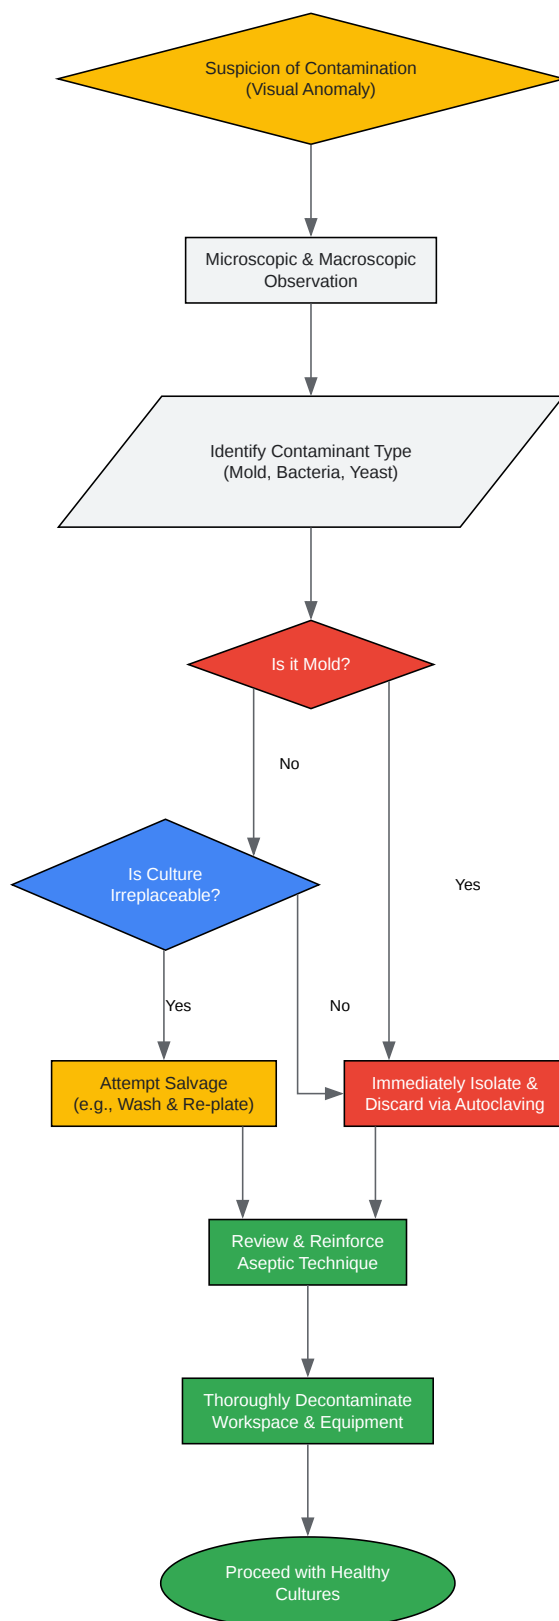 Suspicion of Contamination
(Visual Anomaly)
Microscopic & Macroscopic
Observation
Identify Contaminant Type
(Mold, Bacteria, Yeast)
Is it Mold?
No
Is Culture
Irreplaceable?
Yes
Yes
No
Attempt Salvage
(e.g., Wash & Re-plate)
Immediately Isolate &
Discard via Autoclaving
Review & Reinforce
Aseptic Technique
Thoroughly Decontaminate
Workspace & Equipment
Proceed with Healthy
Cultures